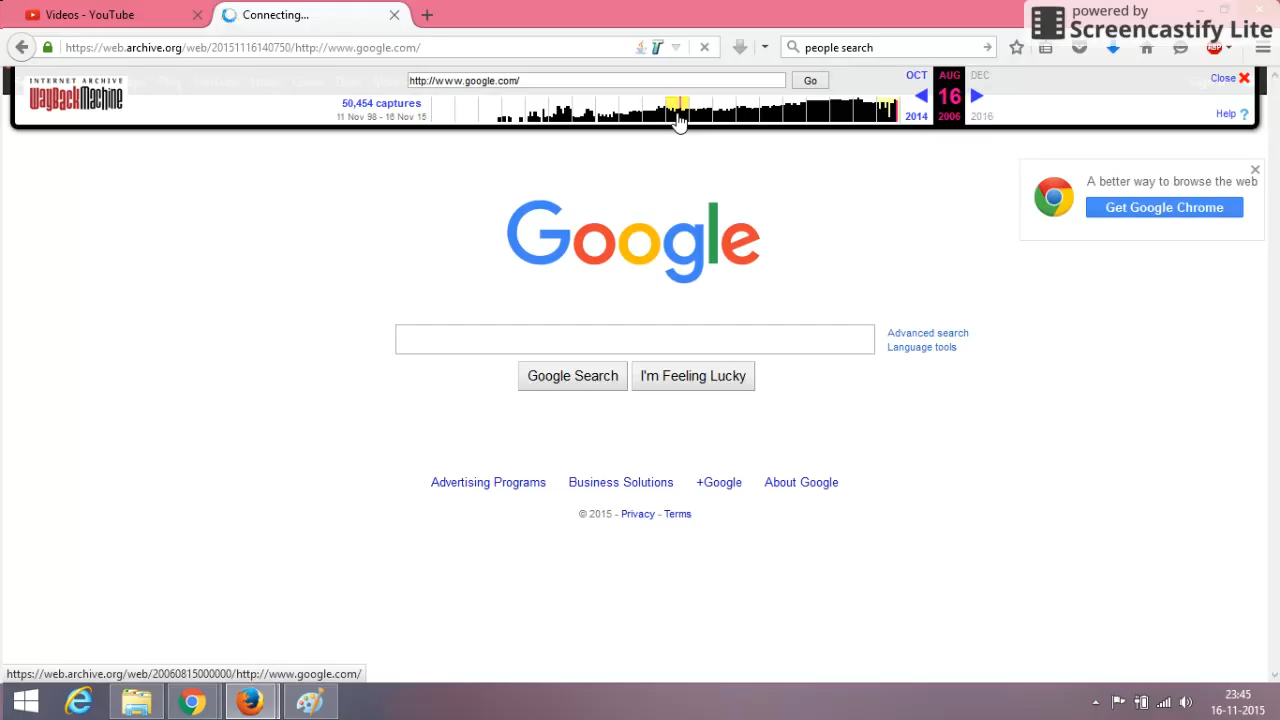 Videos - YouTube
Connecting...
powered by
Screencastify Lite
https://web.archive.org/web/20151116140750/http://www.google.com/
people search
INTERNET ARCHIVE
WayBackMachine
http://www.google.com/
Go
OCT AUG DEC
Close
50,454 captures
16
11 Nov 98 - 16 Nov 15
2014 2006 2016
Help ?
A better way to browse the web
Get Google Chrome
Google
Advanced search
Language tools
Google Search
I'm Feeling Lucky
Advertising Programs Business Solutions +Google About Google
© 2015 - Privacy - Terms
https://web.archive.org/web/20060815000000/http://www.google.com/
23:45
16-11-2015